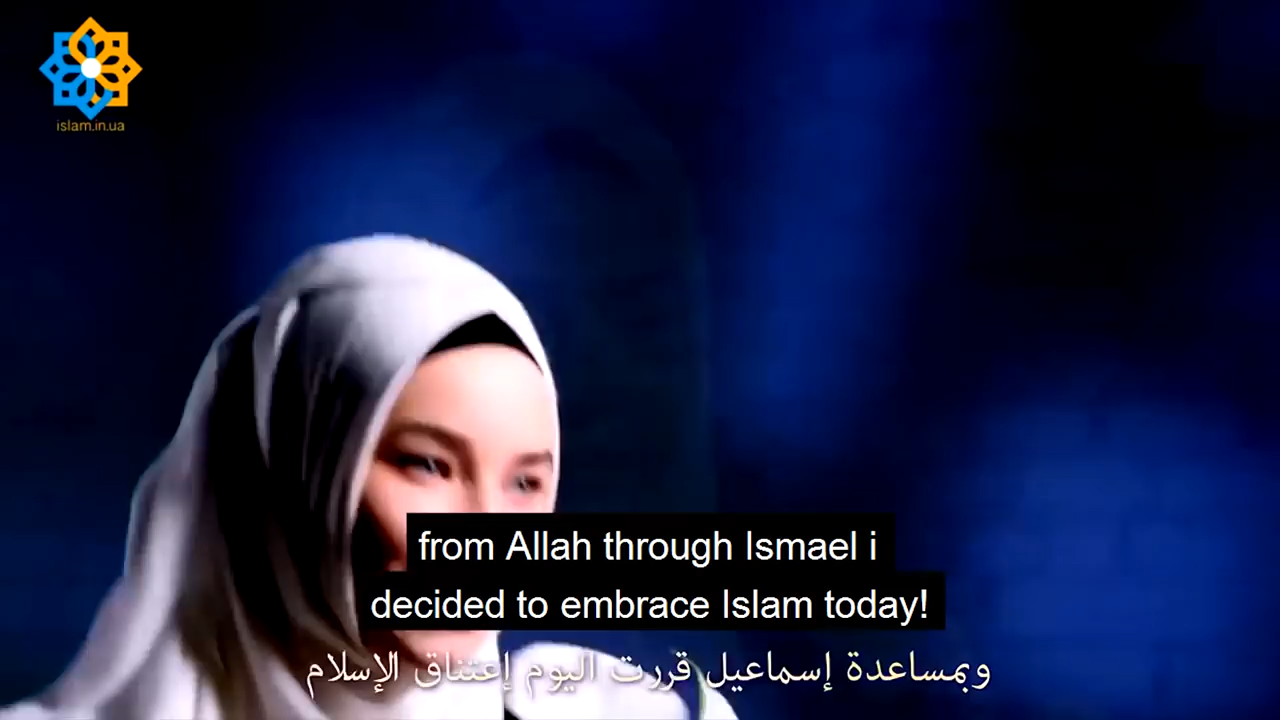 islam.in.ua
from Allah through Ismael i
decided to embrace Islam today!
وبمساعدة إسماعيل قررت اليوم إعتناق الإسلام